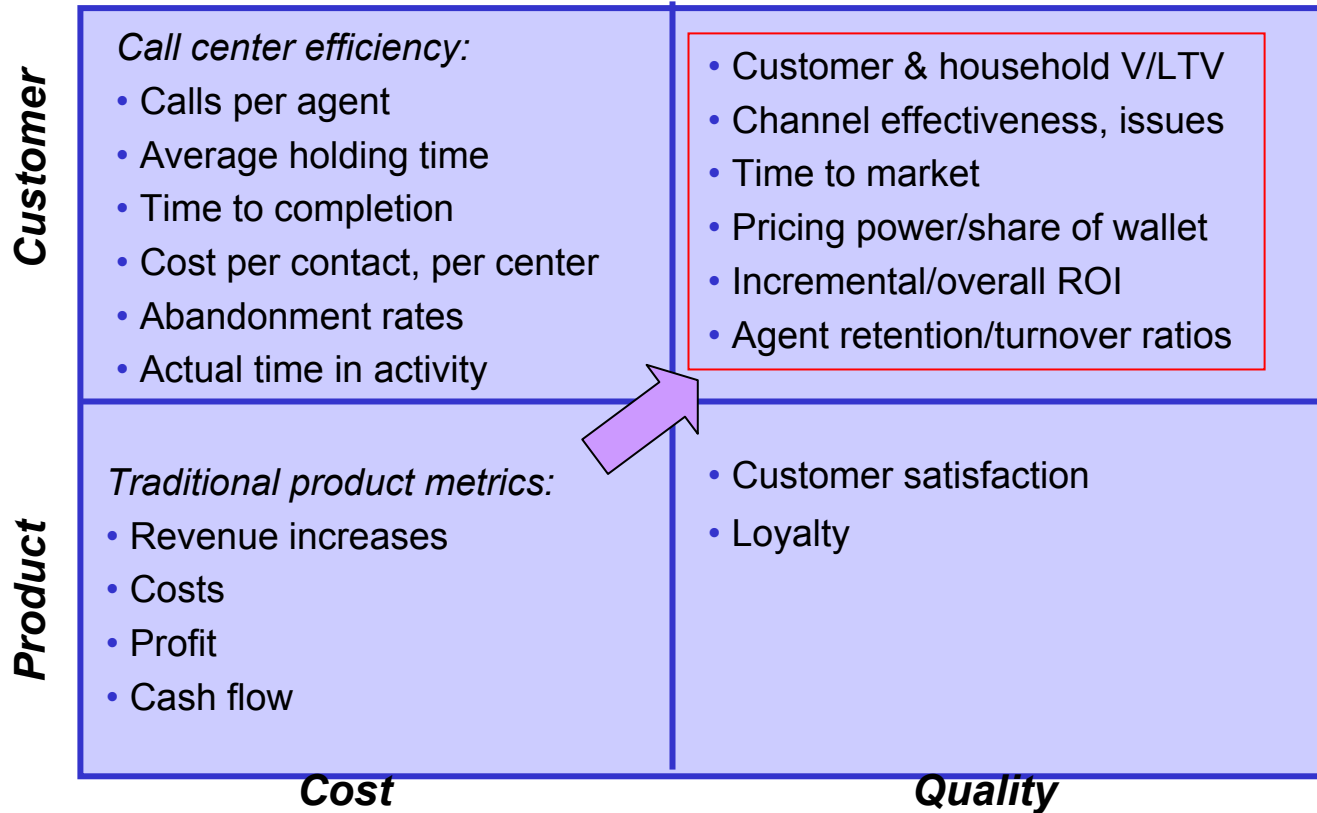 Customer
Call center efficiency:
• Calls per agent
• Average holding time
• Time to completion
• Cost per contact, per center
• Abandonment rates
• Actual time in activity
• Customer & household V/LTV
• Channel effectiveness, issues
• Time to market
• Pricing power/share of wallet
• Incremental/overall ROI
• Agent retention/turnover ratios
Product
Traditional product metrics:
• Revenue increases
• Costs
• Profit
• Cash flow
• Customer satisfaction
• Loyalty
Cost
Quality